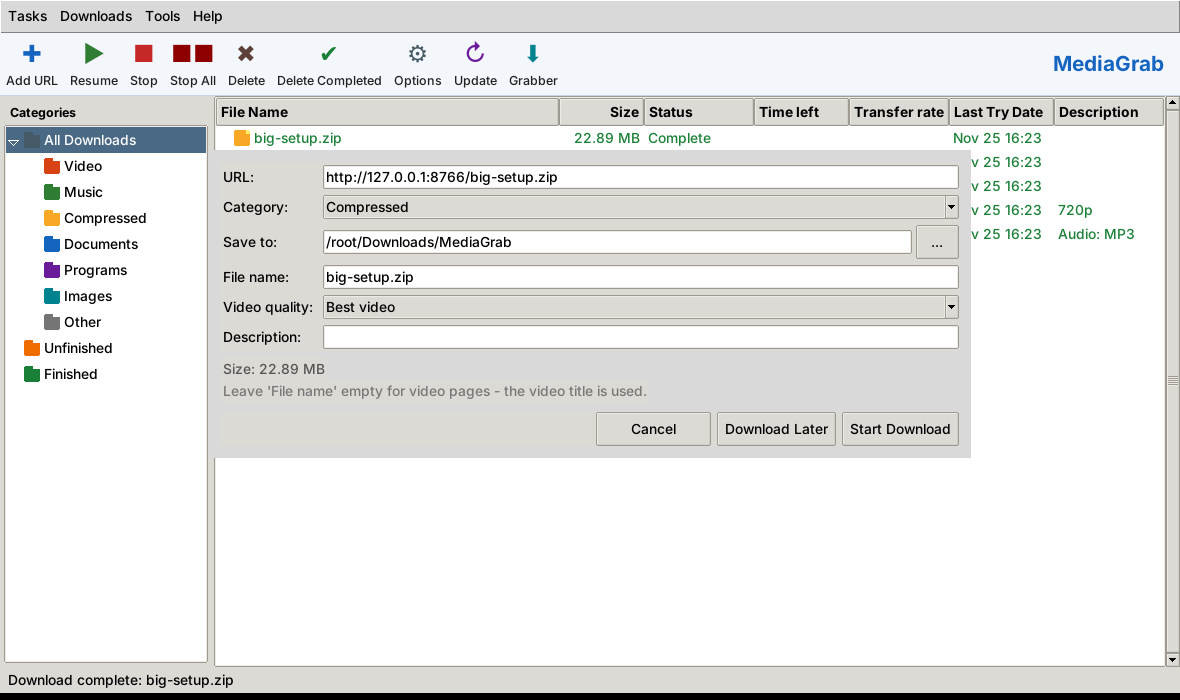 Tasks Downloads Tools Help
Add URL Resume Stop Stop All Delete Delete Completed Options Update Grabber
MediaGrab
Categories
All Downloads
Video
Music
Compressed
Documents
Programs
Images
Other
Unfinished
Finished
File Name Size Status Time left Transfer rate Last Try Date Description
big-setup.zip 22.89 MB Complete Nov 25 16:23
v 25 16:23
v 25 16:23
v 25 16:23 720p
v 25 16:23 Audio: MP3
URL: http://127.0.0.1:8766/big-setup.zip
Category: Compressed
Save to: /root/Downloads/MediaGrab ...
File name: big-setup.zip
Video quality: Best video
Description:
Size: 22.89 MB
Leave 'File name' empty for video pages - the video title is used.
Cancel Download Later Start Download
Download complete: big-setup.zip